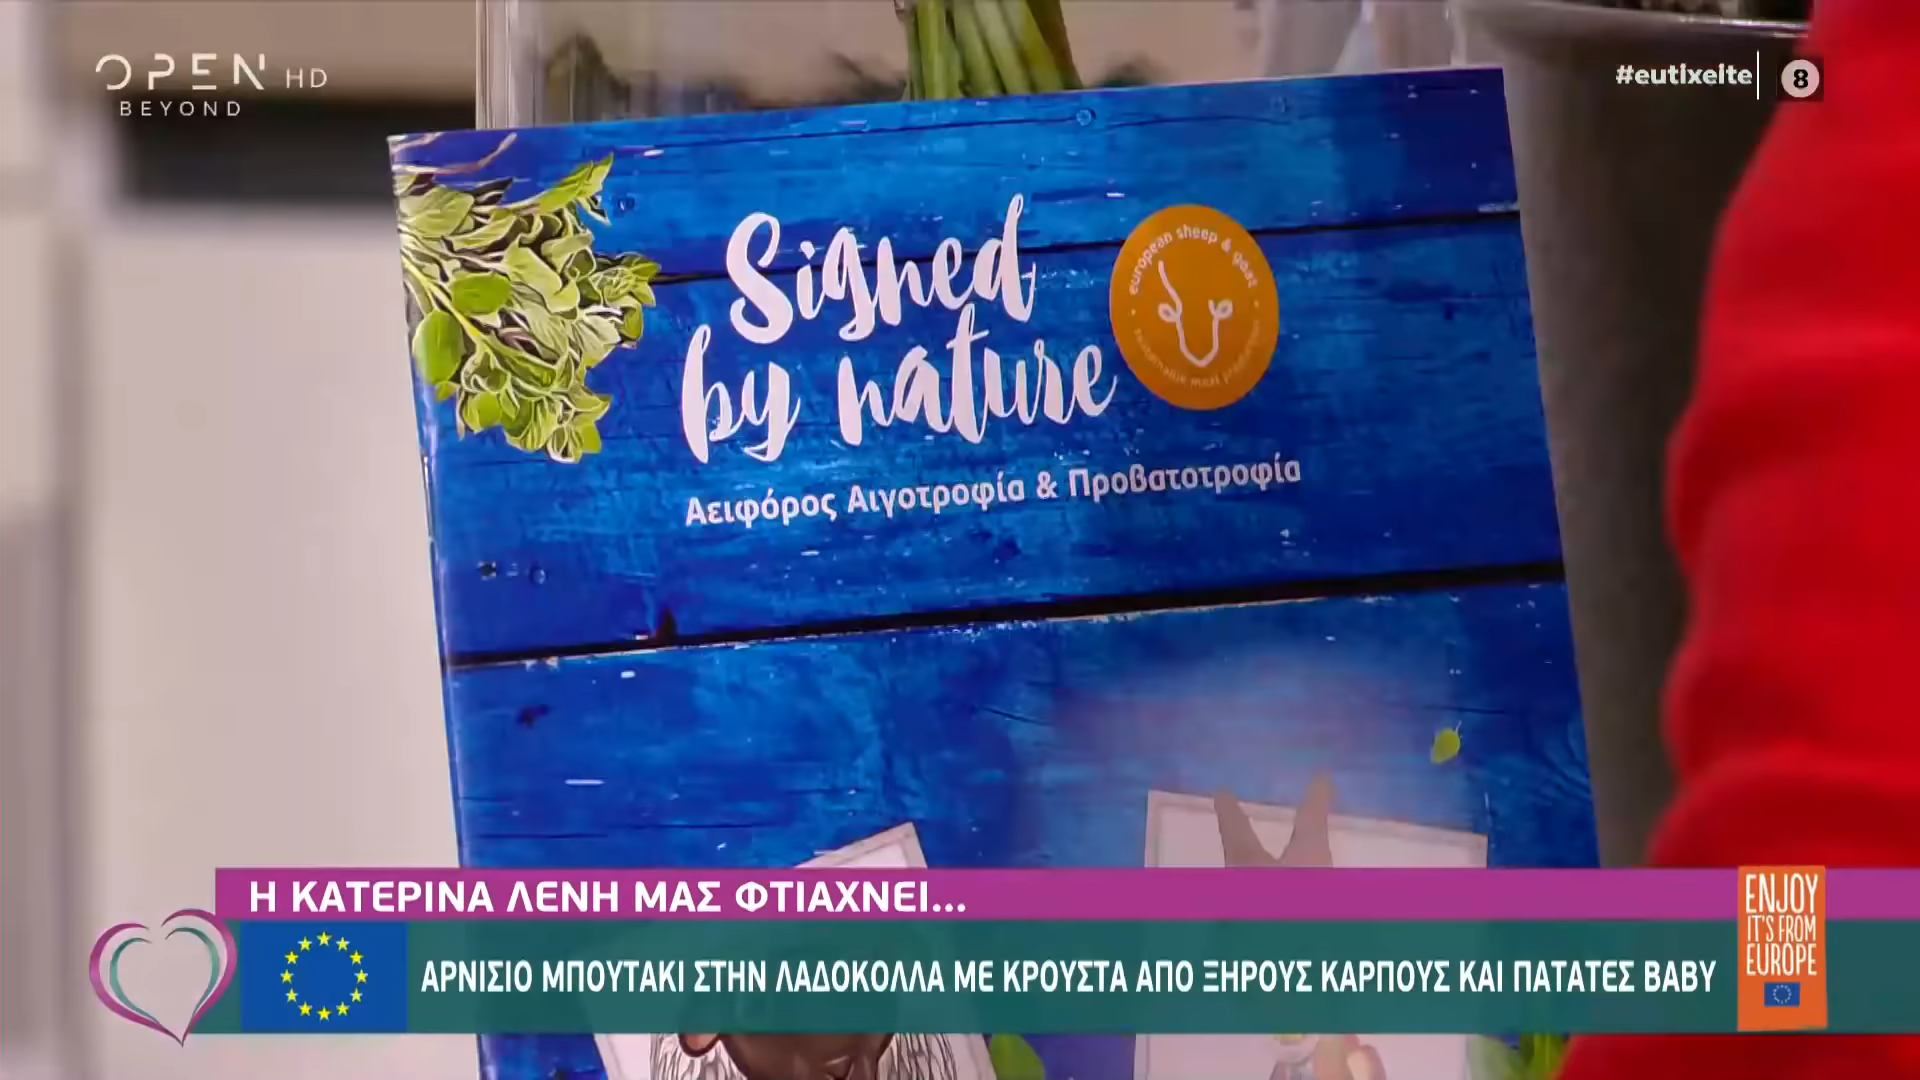 OPEN HD
BEYOND
#eutixeite
8
Signed
by nature
european sheep & goat
Αειφόρος Αιγοτροφία & Προβατοτροφία
Η ΚΑΤΕΡΙΝΑ ΛΕΝΗ ΜΑΣ ΦΤΙΑΧΝΕΙ...
ΑΡΝΙΣΙΟ ΜΠΟΥΤΑΚΙ ΣΤΗΝ ΛΑΔΟΚΟΛΛΑ ΜΕ ΚΡΟΥΣΤΑ ΑΠΟ ΞΗΡΟΥΣ ΚΑΡΠΟΥΣ ΚΑΙ ΠΑΤΑΤΕΣ BABY
ENJOY
IT'S FROM
EUROPE